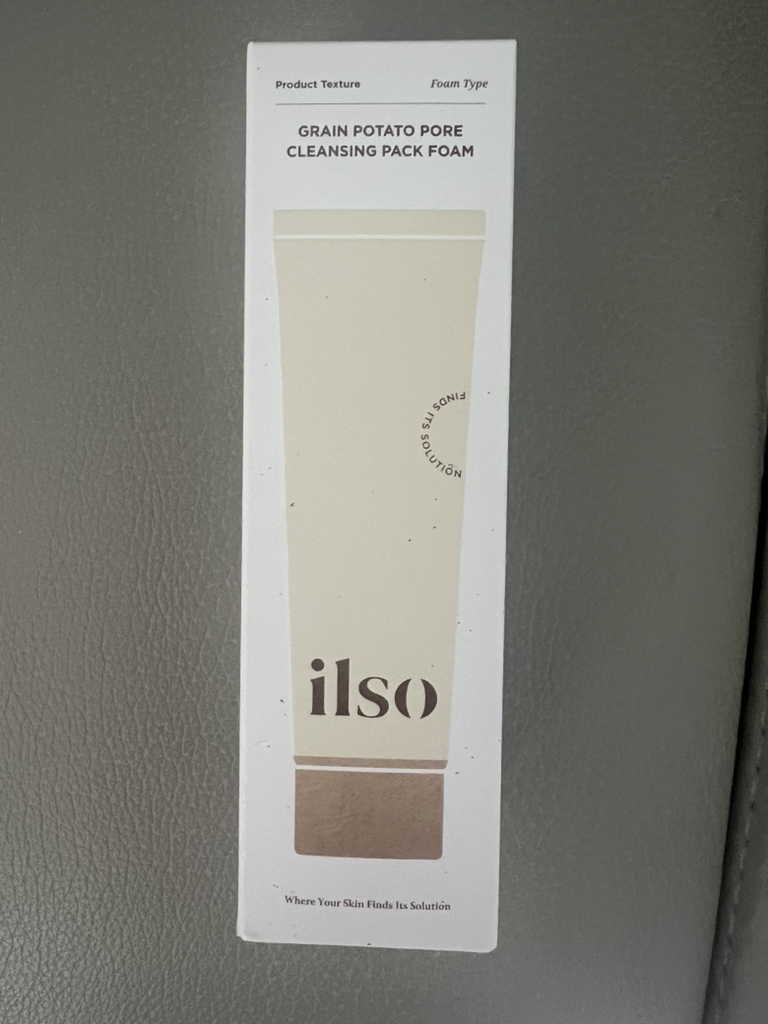 Product Texture Foam Type
GRAIN POTATO PORE
CLEANSING PACK FOAM
FINDS ITS SOLUTION
ilso
Where Your Skin Finds Its Solution